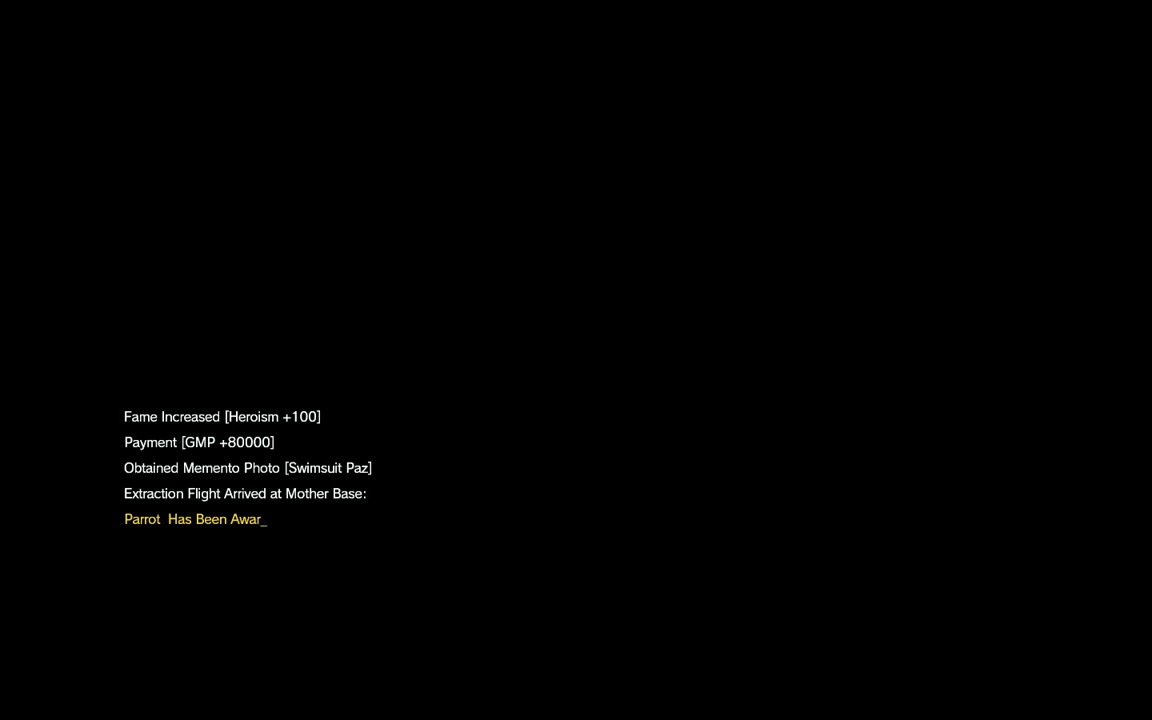 Fame Increased [Heroism +100]
Payment [GMP +80000]
Obtained Memento Photo [Swimsuit Paz]
Extraction Flight Arrived at Mother Base:
Parrot  Has Been Awar_